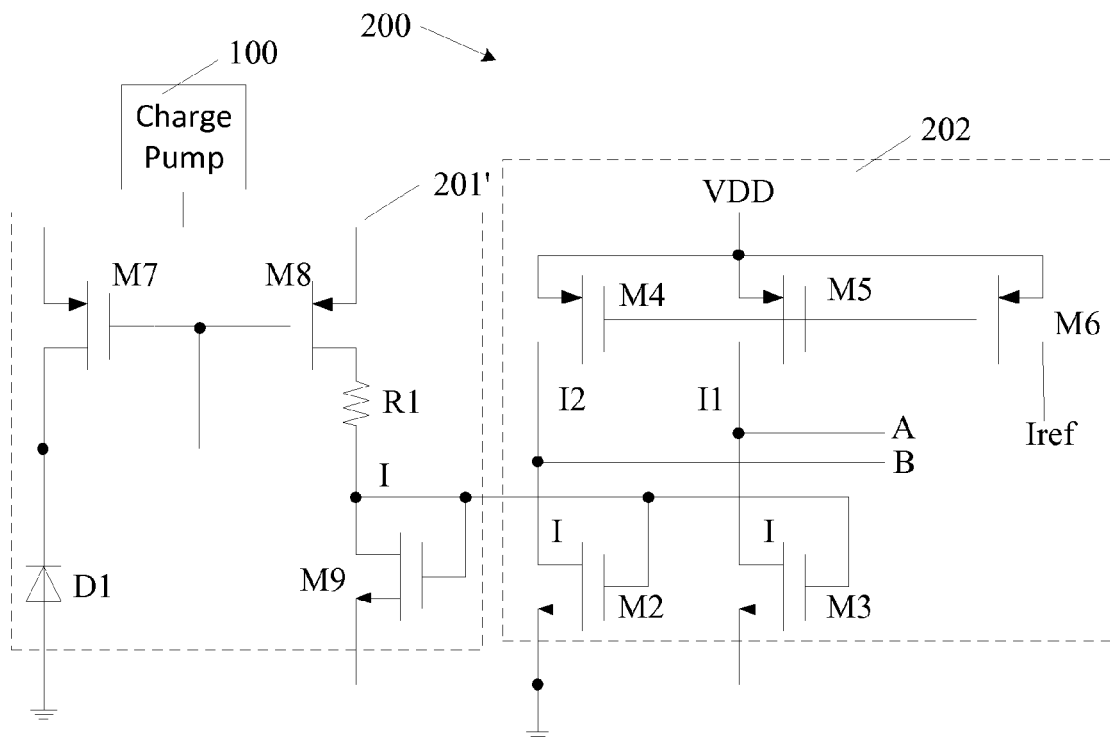 200
100
Charge
Pump
202
201'
VDD
M7
M8
M4
M5
M6
R1
I2
I1
A
Iref
B
I
I
I
D1
M9
M2
M3